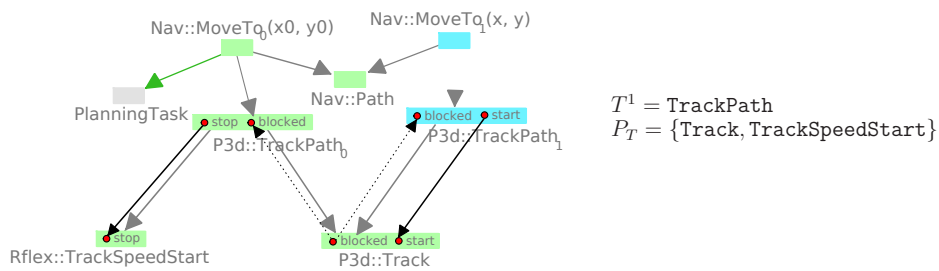 Nav::MoveTo0(x0, y0)
Nav::MoveTo1(x, y)
PlanningTask
Nav::Path
stop
blocked
P3d::TrackPath0
blocked
start
P3d::TrackPath1
T¹ = TrackPath
P_T = {Track, TrackSpeedStart}
stop
Rflex::TrackSpeedStart
blocked
start
P3d::Track